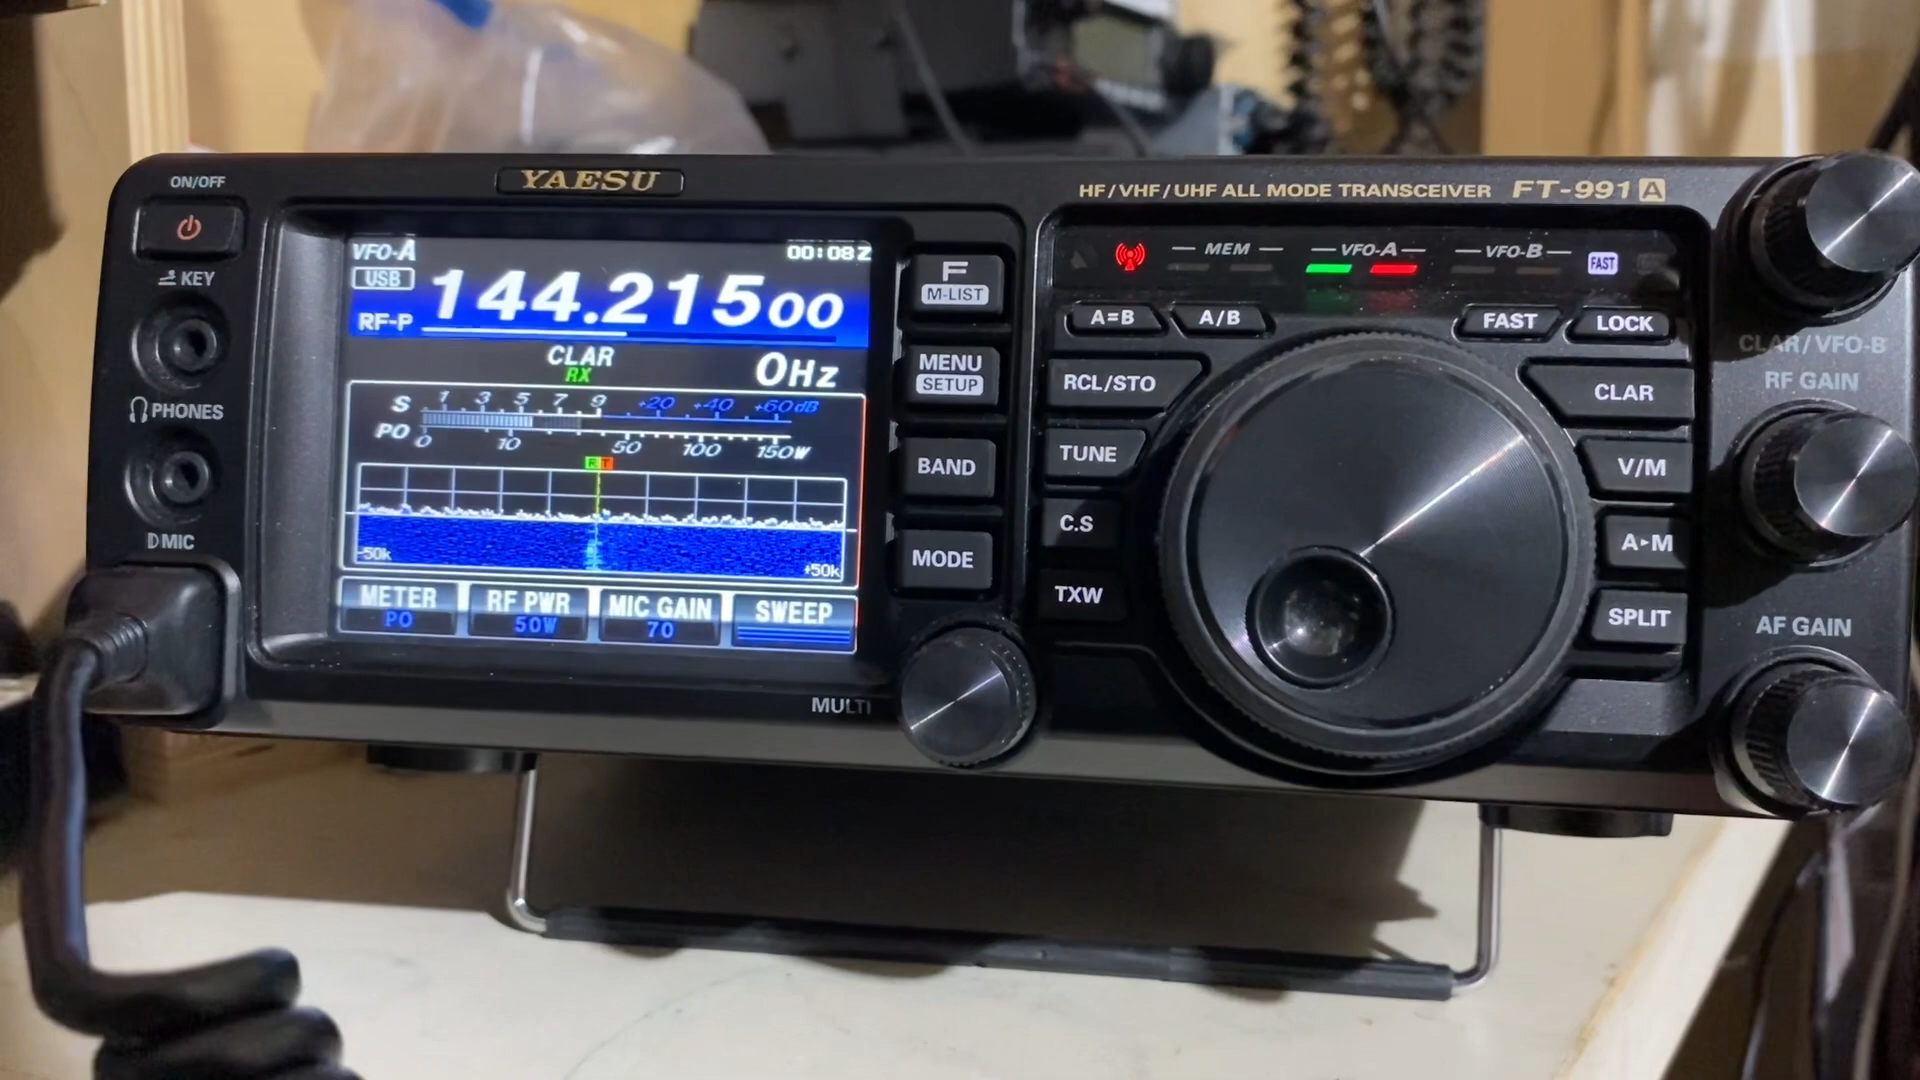 ON/OFF
YAESU
HF/VHF/UHF ALL MODE TRANSCEIVER FT-991A
KEY
PHONES
MIC
VFO-A
00:08Z
USB
144.21500
RF-P
CLAR
RX
0Hz
S 1 3 5 7 9 +20 +40 +60dB
PO 0 10 50 100 150W
R T
-50k
+50k
METER
PO
RF PWR
50W
MIC GAIN
70
SWEEP
F
M-LIST
MENU
SETUP
BAND
MODE
MULTI
MEM
VFO-A
VFO-B
FAST
A=B
A/B
FAST
LOCK
RCL/STO
CLAR
TUNE
V/M
C.S
A▸M
TXW
SPLIT
CLAR/VFO-B
RF GAIN
AF GAIN